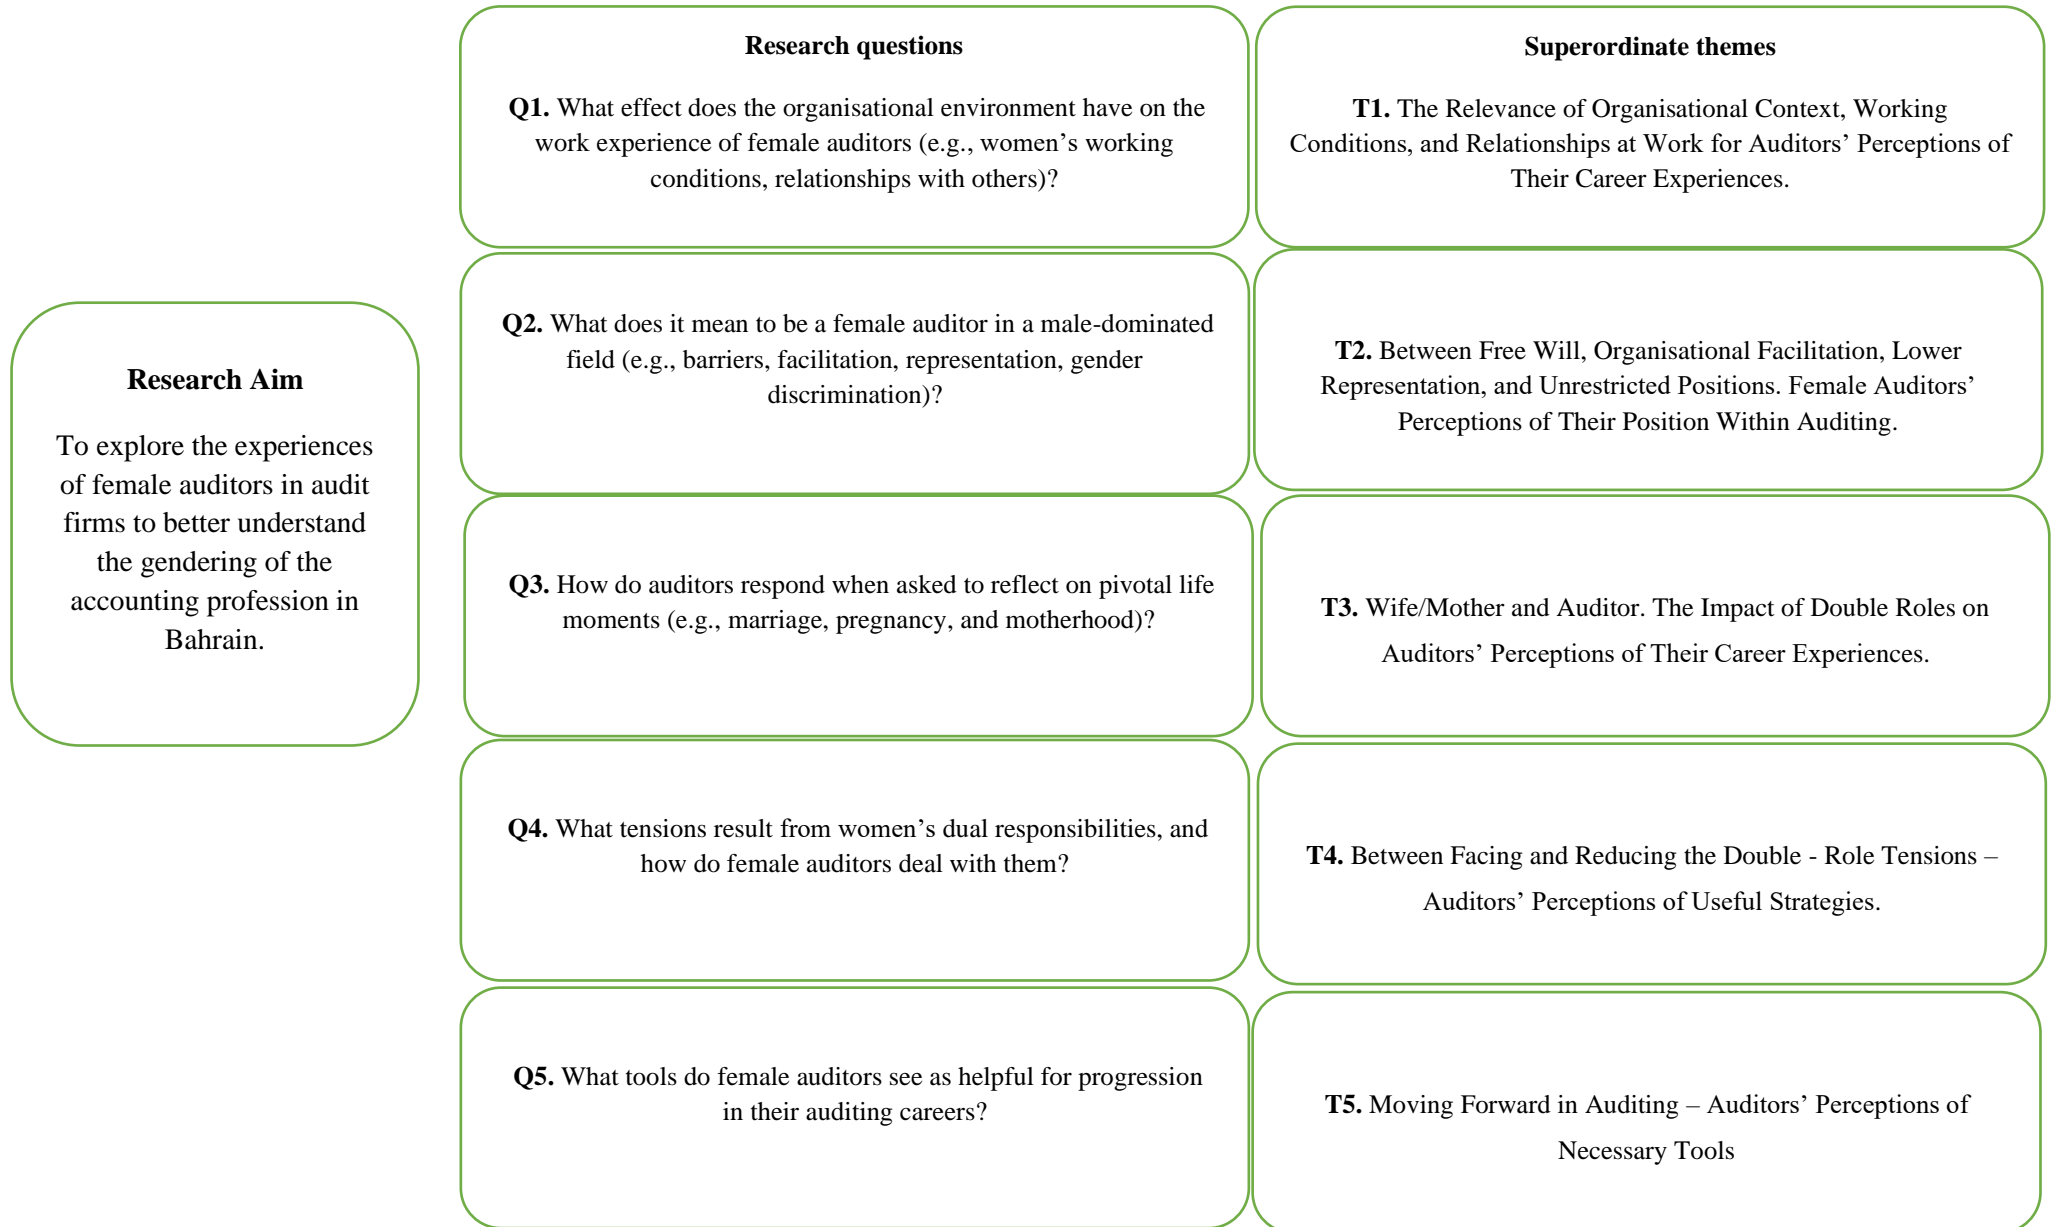 Research Aim
To explore the experiences
of female auditors in audit
firms to better understand
the gendering of the
accounting profession in
Bahrain.
Research questions
Q1. What effect does the organisational environment have on the
work experience of female auditors (e.g., women’s working
conditions, relationships with others)?
Superordinate themes
T1. The Relevance of Organisational Context, Working
Conditions, and Relationships at Work for Auditors’ Perceptions of
Their Career Experiences.
Q2. What does it mean to be a female auditor in a male-dominated
field (e.g., barriers, facilitation, representation, gender
discrimination)?
T2. Between Free Will, Organisational Facilitation, Lower
Representation, and Unrestricted Positions. Female Auditors’
Perceptions of Their Position Within Auditing.
Q3. How do auditors respond when asked to reflect on pivotal life
moments (e.g., marriage, pregnancy, and motherhood)?
T3. Wife/Mother and Auditor. The Impact of Double Roles on
Auditors’ Perceptions of Their Career Experiences.
Q4. What tensions result from women’s dual responsibilities, and
how do female auditors deal with them?
T4. Between Facing and Reducing the Double - Role Tensions –
Auditors’ Perceptions of Useful Strategies.
Q5. What tools do female auditors see as helpful for progression
in their auditing careers?
T5. Moving Forward in Auditing – Auditors’ Perceptions of
Necessary Tools